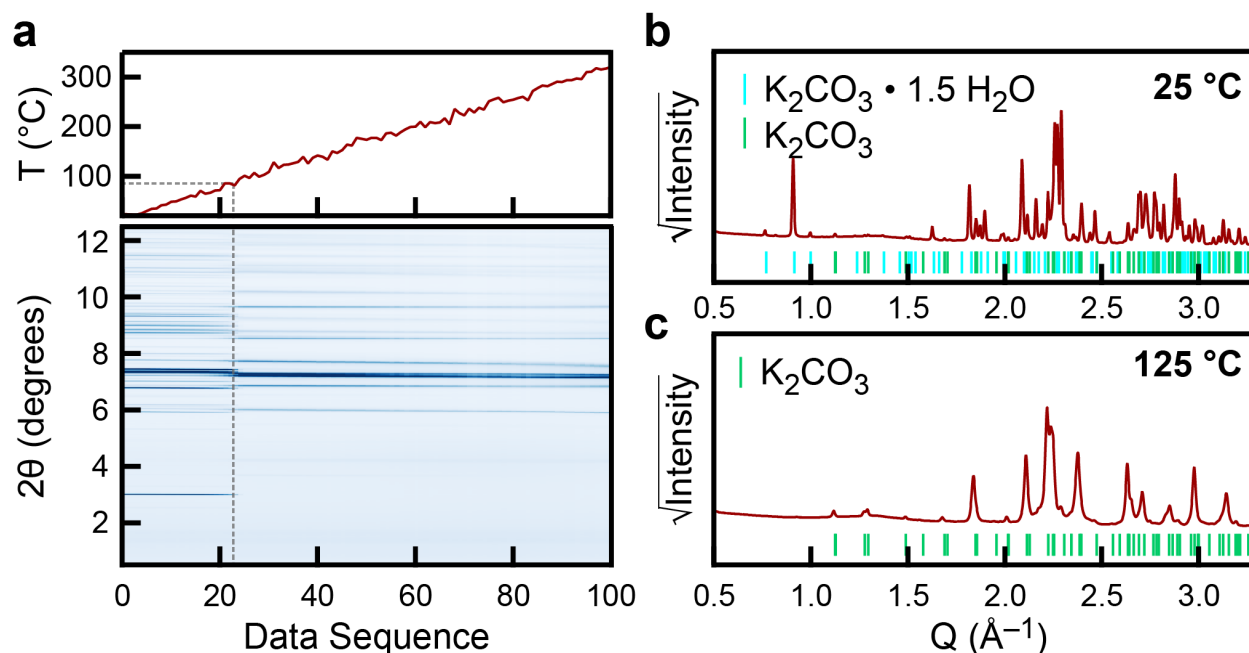 a
T (°C)
300
200
100
2θ (degrees)
12
10
8
6
4
2
0 20 40 60 80 100
Data Sequence
b
√Intensity
K₂CO₃ • 1.5 H₂O
K₂CO₃
25 °C
0.5 1.0 1.5 2.0 2.5 3.0
c
√Intensity
K₂CO₃
125 °C
0.5 1.0 1.5 2.0 2.5 3.0
Q (Å⁻¹)